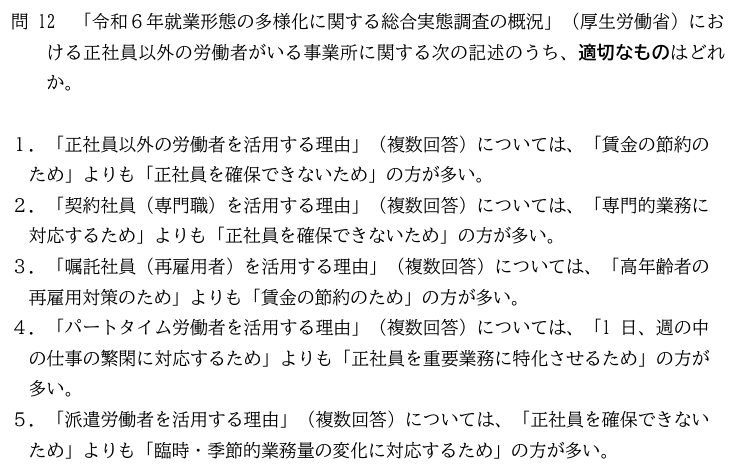 問 12 「令和６年就業形態の多様化に関する総合実態調査の概況」（厚生労働省）にお
ける正社員以外の労働者がいる事業所に関する次の記述のうち、適切なものはどれ
か。
１．「正社員以外の労働者を活用する理由」（複数回答）については、「賃金の節約の
ため」よりも「正社員を確保できないため」の方が多い。
２．「契約社員（専門職）を活用する理由」（複数回答）については、「専門的業務に
対応するため」よりも「正社員を確保できないため」の方が多い。
３．「嘱託社員（再雇用者）を活用する理由」（複数回答）については、「高年齢者の
再雇用対策のため」よりも「賃金の節約のため」の方が多い。
４．「パートタイム労働者を活用する理由」（複数回答）については、「1 日、週の中
の仕事の繁閑に対応するため」よりも「正社員を重要業務に特化させるため」の方が
多い。
５．「派遣労働者を活用する理由」（複数回答）については、「正社員を確保できない
ため」よりも「臨時・季節的業務量の変化に対応するため」の方が多い。